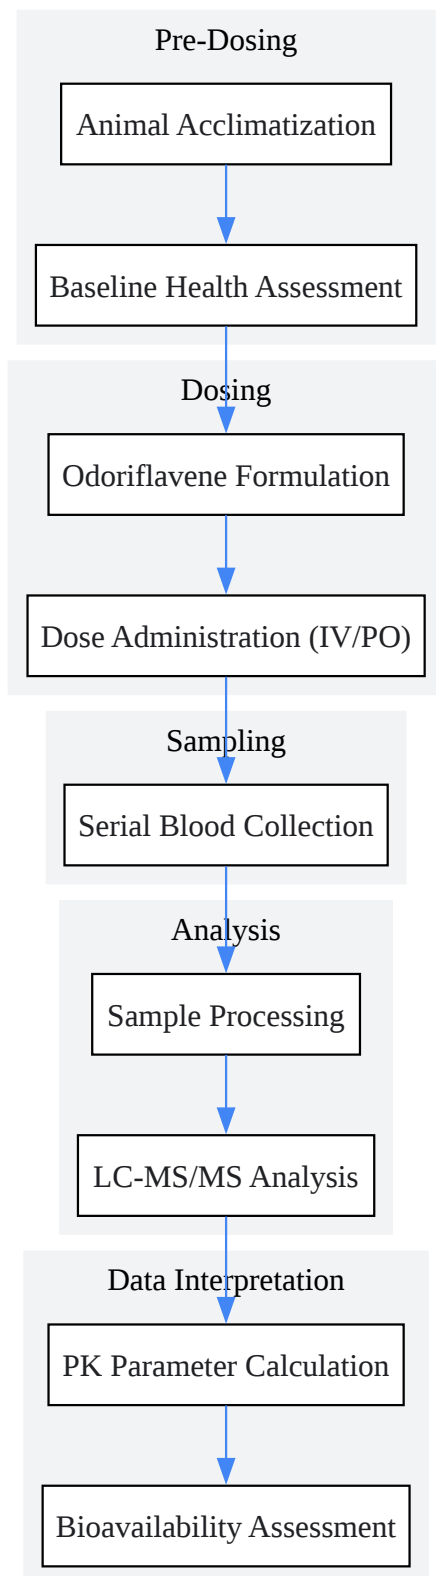 Pre-Dosing
Animal Acclimatization
Baseline Health Assessment
Dosing
Odoriflavene Formulation
Dose Administration (IV/PO)
Sampling
Serial Blood Collection
Analysis
Sample Processing
LC-MS/MS Analysis
Data Interpretation
PK Parameter Calculation
Bioavailability Assessment